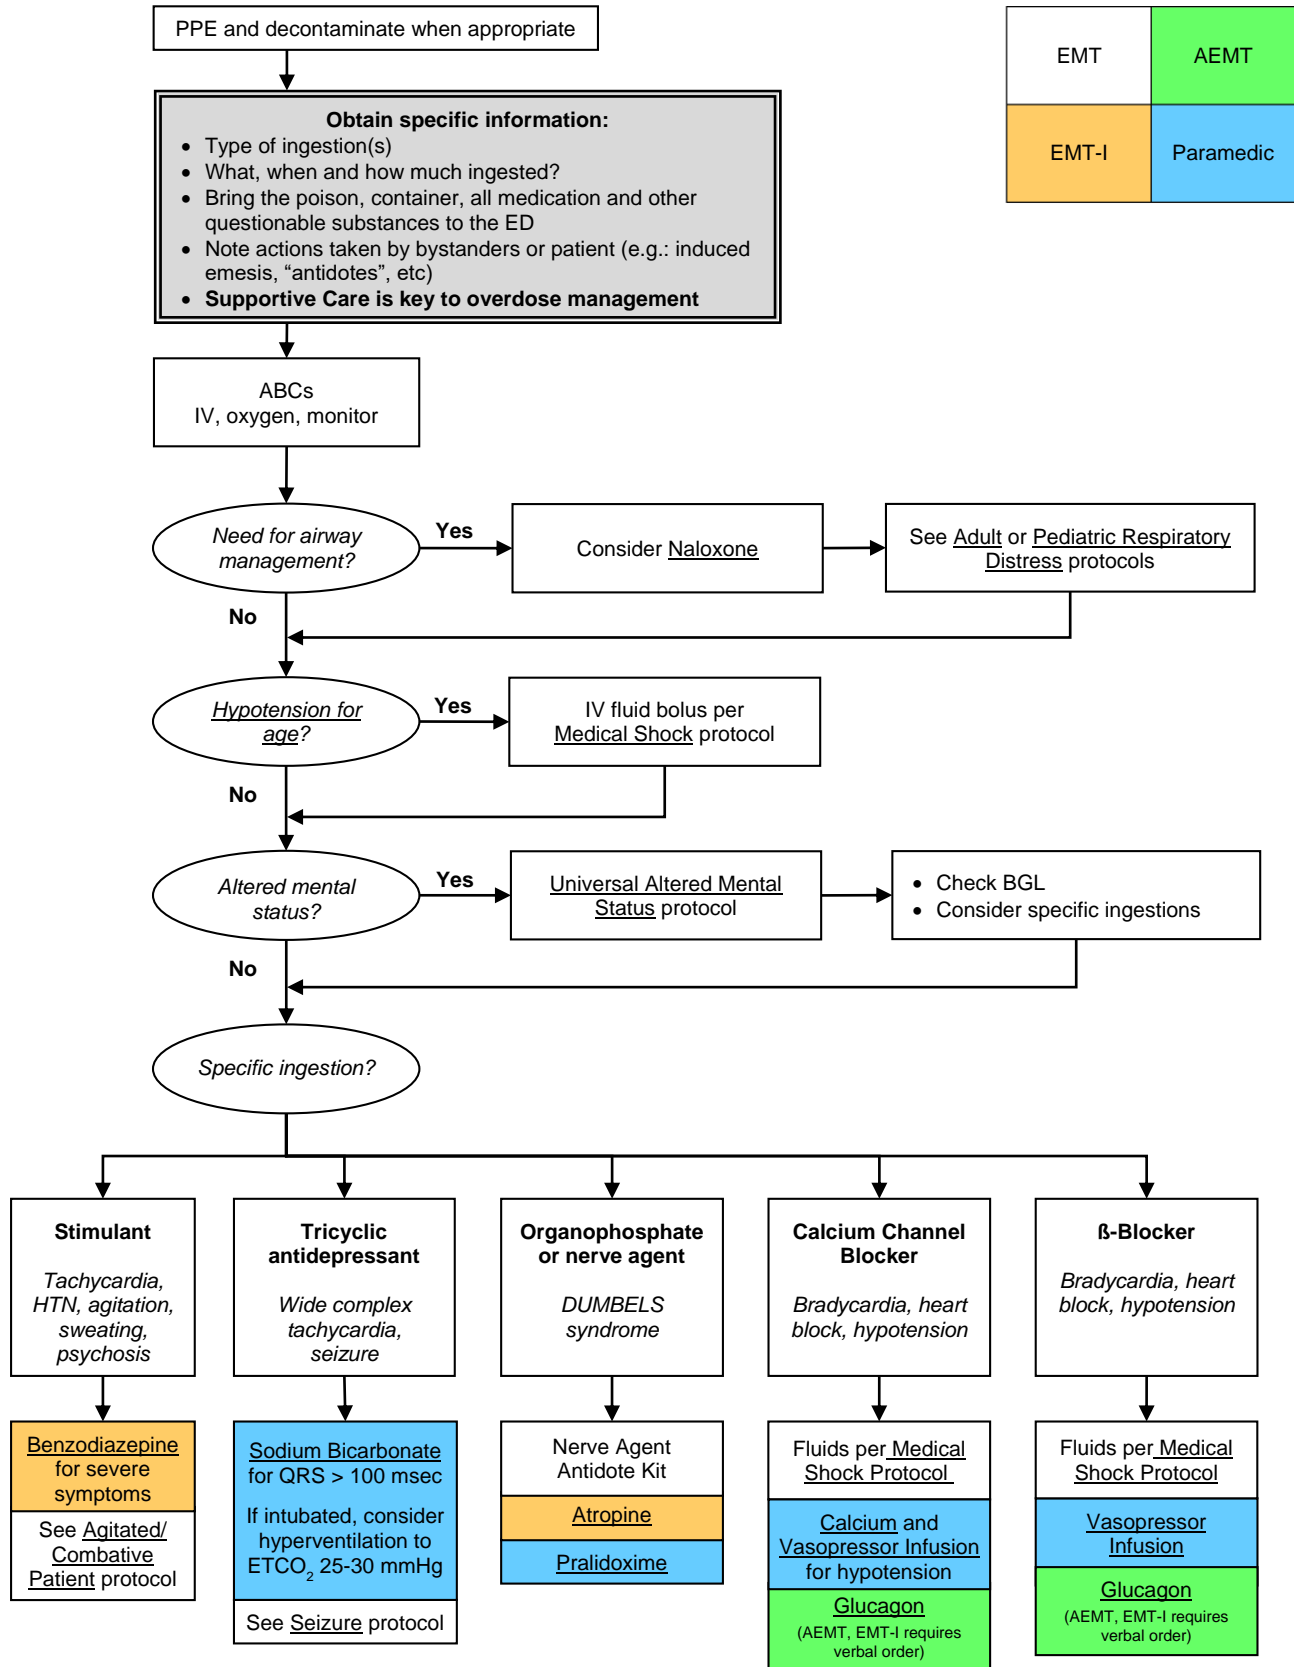 PPE and decontaminate when appropriate
EMT
AEMT
EMT-I
Paramedic
Obtain specific information:
• Type of ingestion(s)
• What, when and how much ingested?
• Bring the poison, container, all medication and other
questionable substances to the ED
• Note actions taken by bystanders or patient (e.g.: induced
emesis, “antidotes”, etc)
• Supportive Care is key to overdose management
ABCs
IV, oxygen, monitor
Need for airway
management?
Yes
Consider Naloxone
See Adult or Pediatric Respiratory
Distress protocols
No
Hypotension for
age?
Yes
IV fluid bolus per
Medical Shock protocol
No
Altered mental
status?
Yes
Universal Altered Mental
Status protocol
• Check BGL
• Consider specific ingestions
No
Specific ingestion?
Stimulant
Tachycardia,
HTN, agitation,
sweating,
psychosis
Benzodiazepine
for severe
symptoms
See Agitated/
Combative
Patient protocol
Tricyclic
antidepressant
Wide complex
tachycardia,
seizure
Sodium Bicarbonate
for QRS > 100 msec
If intubated, consider
hyperventilation to
ETCO2 25-30 mmHg
See Seizure protocol
Organophosphate
or nerve agent
DUMBELS
syndrome
Nerve Agent
Antidote Kit
Atropine
Pralidoxime
Calcium Channel
Blocker
Bradycardia, heart
block, hypotension
Fluids per Medical
Shock Protocol
Calcium and
Vasopressor Infusion
for hypotension
Glucagon
(AEMT, EMT-I requires
verbal order)
ß-Blocker
Bradycardia, heart
block, hypotension
Fluids per Medical
Shock Protocol
Vasopressor
Infusion
Glucagon
(AEMT, EMT-I requires
verbal order)